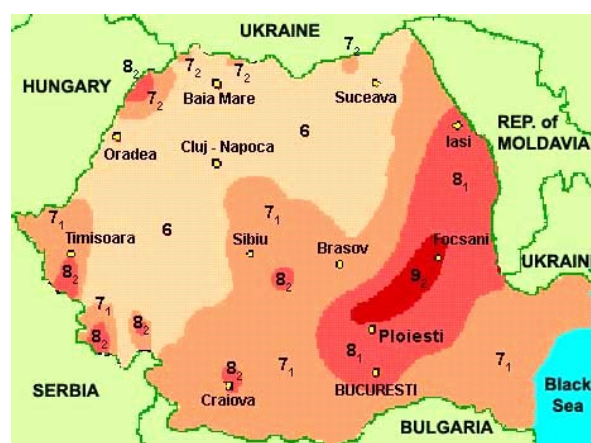 UKRAINE
7₂
8₂
7₂
7₂
HUNGARY
7₂
Baia Mare
Suceava
REP. of
MOLDAVIA
Oradea
6
Iasi
Cluj - Napoca
8₁
7₁
7₁
6
Timisoara
Sibiu
Brasov
Focsani
8₂
8₂
9₂
UKRAINE
7₁
8₂
8₂
Ploiesti
8₁
7₁
7₁
8₂
BUCURESTI
Craiova
SERBIA
Black
Sea
BULGARIA